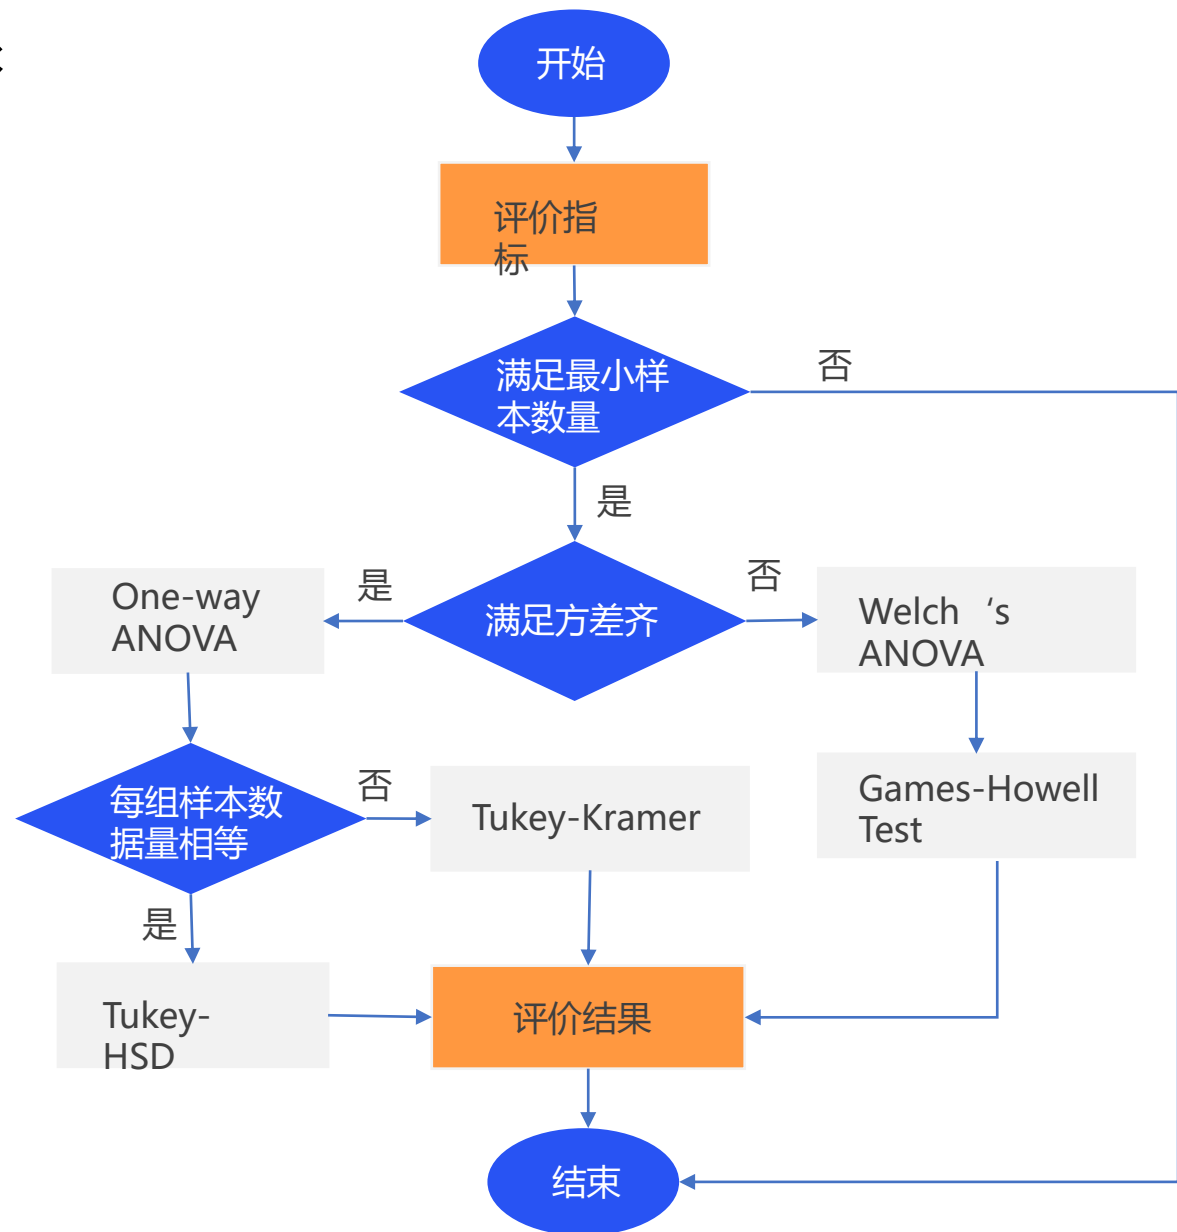 开始
评价指
标
满足最小样
本数量
否
是
One-way
ANOVA
是
满足方差齐
否
Welch‘s
ANOVA
每组样本数
据量相等
否
Tukey-Kramer
Games-Howell
Test
是
Tukey-
HSD
评价结果
结束